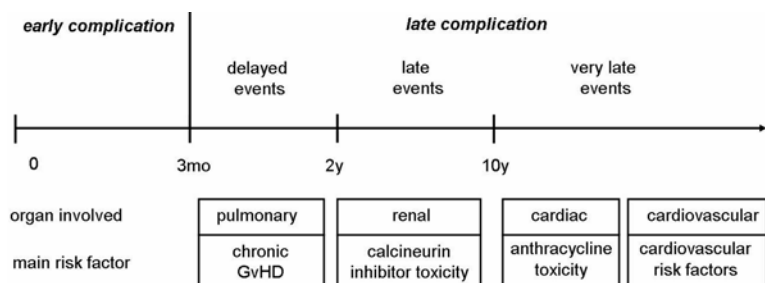 early complication
late complication
delayed
events
late
events
very late
events
0
3mo
2y
10y
organ involved
pulmonary
renal
cardiac
cardiovascular
main risk factor
chronic
GvHD
calcineurin
inhibitor toxicity
anthracycline
toxicity
cardiovascular
risk factors